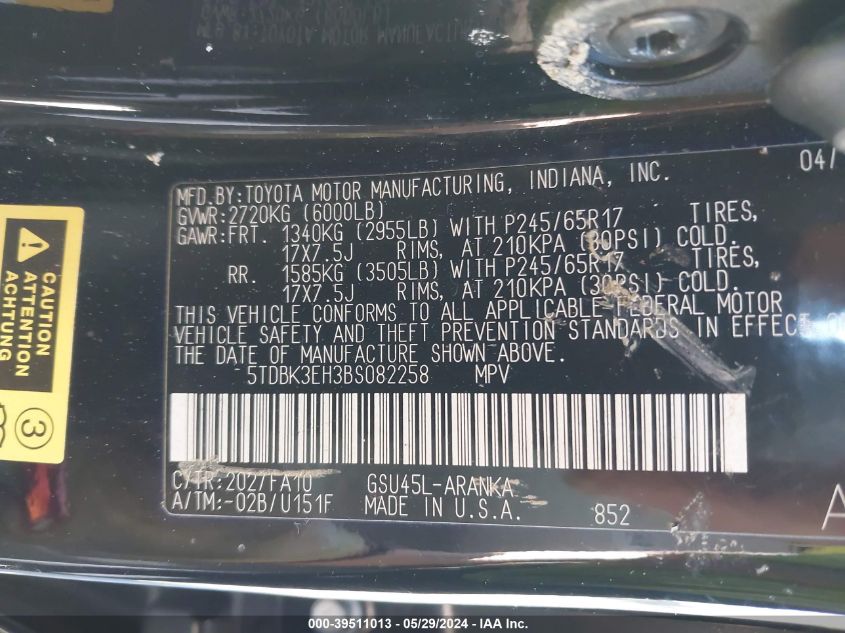 04/
MFD.BY:TOYOTA MOTOR MANUFACTURING, INDIANA, INC.
GVWR:2720KG (6000LB)
GAWR:FRT. 1340KG (2955LB) WITH P245/65R17 TIRES,
17X7.5J RIMS, AT 210KPA (30PSI) COLD.
RR. 1585KG (3505LB) WITH P245/65R17 TIRES,
17X7.5J RIMS, AT 210KPA (30PSI) COLD.
THIS VEHICLE CONFORMS TO ALL APPLICABLE FEDERAL MOTOR
VEHICLE SAFETY AND THEFT PREVENTION STANDARDS IN EFFECT
THE DATE OF MANUFACTURE SHOWN ABOVE.
5TDBK3EH3BS082258 MPV
C/TR:202/FA10 GSU45L-ARANKA
A/TM:-02B/U151F MADE IN U.S.A. 852
A
CAUTION
ATTENTION
ACHTUNG
3
000-39511013 - 05/29/2024 - © IAA Inc.